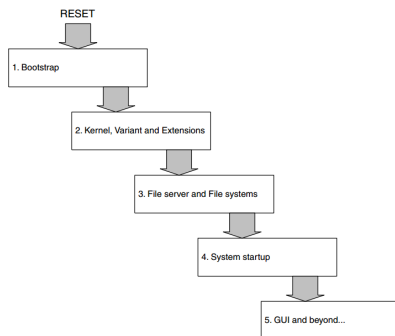 RESET
1. Bootstrap
2. Kernel, Variant and Extensions
3. File server and File systems
4. System startup
5. GUI and beyond...